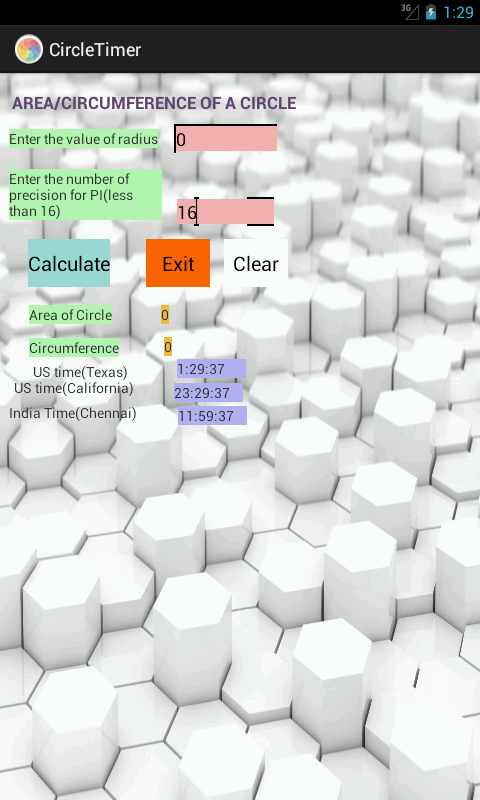 3G 1:29
CircleTimer
AREA/CIRCUMFERENCE OF A CIRCLE
Enter the value of radius 0
Enter the number of
precision for PI(less
than 16) 16
Calculate Exit Clear
Area of Circle 0
Circumference 0
US time(Texas) 1:29:37
US time(California) 23:29:37
India Time(Chennai) 11:59:37